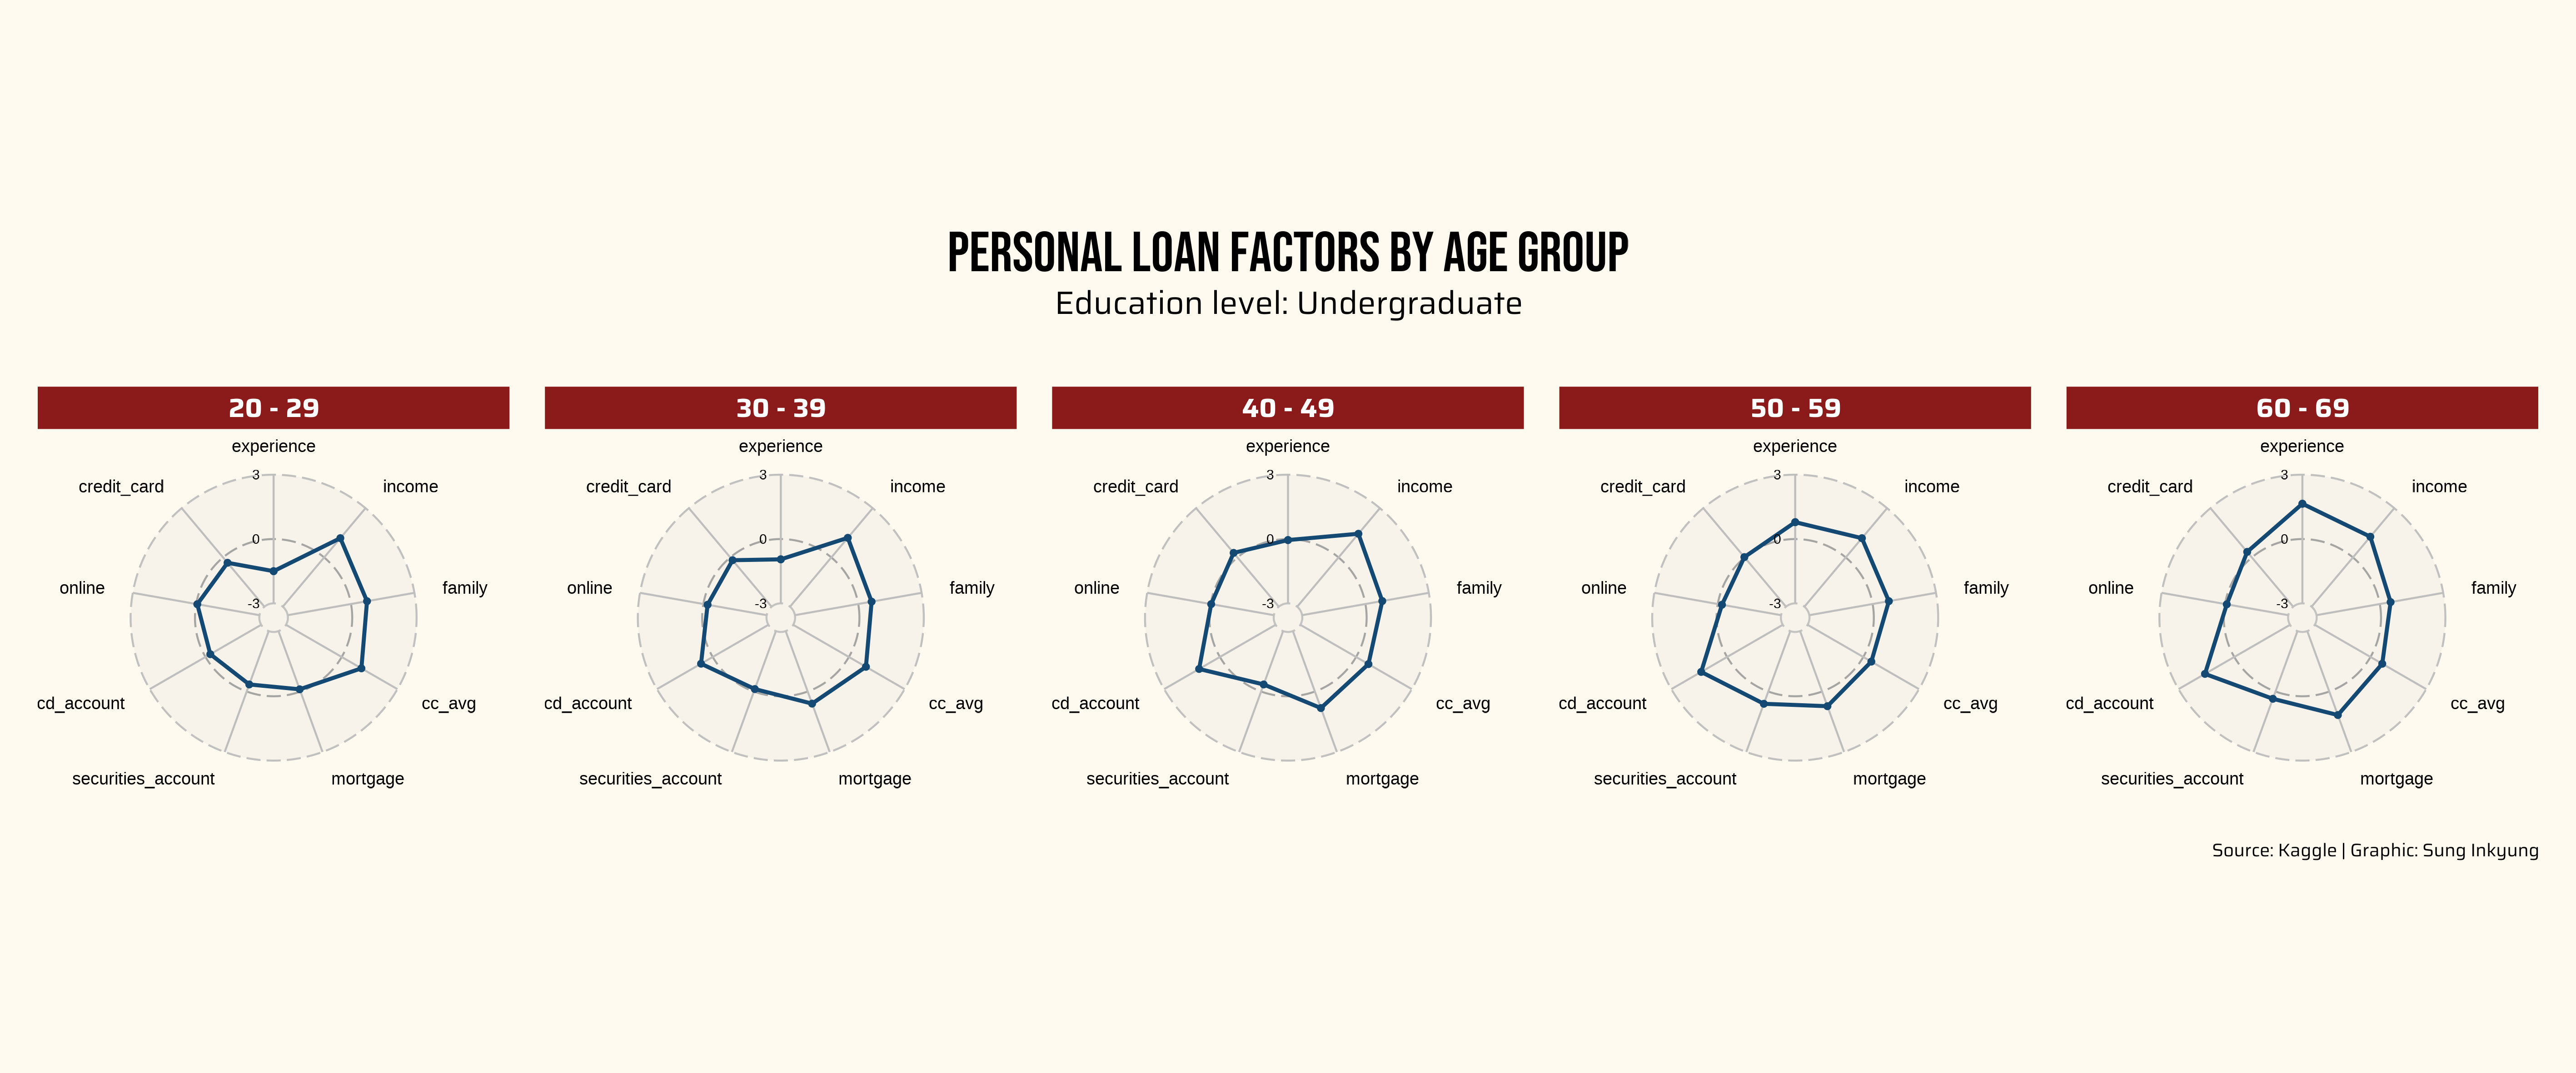 PERSONAL LOAN FACTORS BY AGE GROUP
Education level: Undergraduate
20 - 29
experience
income
family
cc_avg
mortgage
securities_account
cd_account
online
credit_card
3
0
-3
30 - 39
experience
income
family
cc_avg
mortgage
securities_account
cd_account
online
credit_card
3
0
-3
40 - 49
experience
income
family
cc_avg
mortgage
securities_account
cd_account
online
credit_card
3
0
-3
50 - 59
experience
income
family
cc_avg
mortgage
securities_account
cd_account
online
credit_card
3
0
-3
60 - 69
experience
income
family
cc_avg
mortgage
securities_account
cd_account
online
credit_card
3
0
-3
Source: Kaggle | Graphic: Sung Inkyung